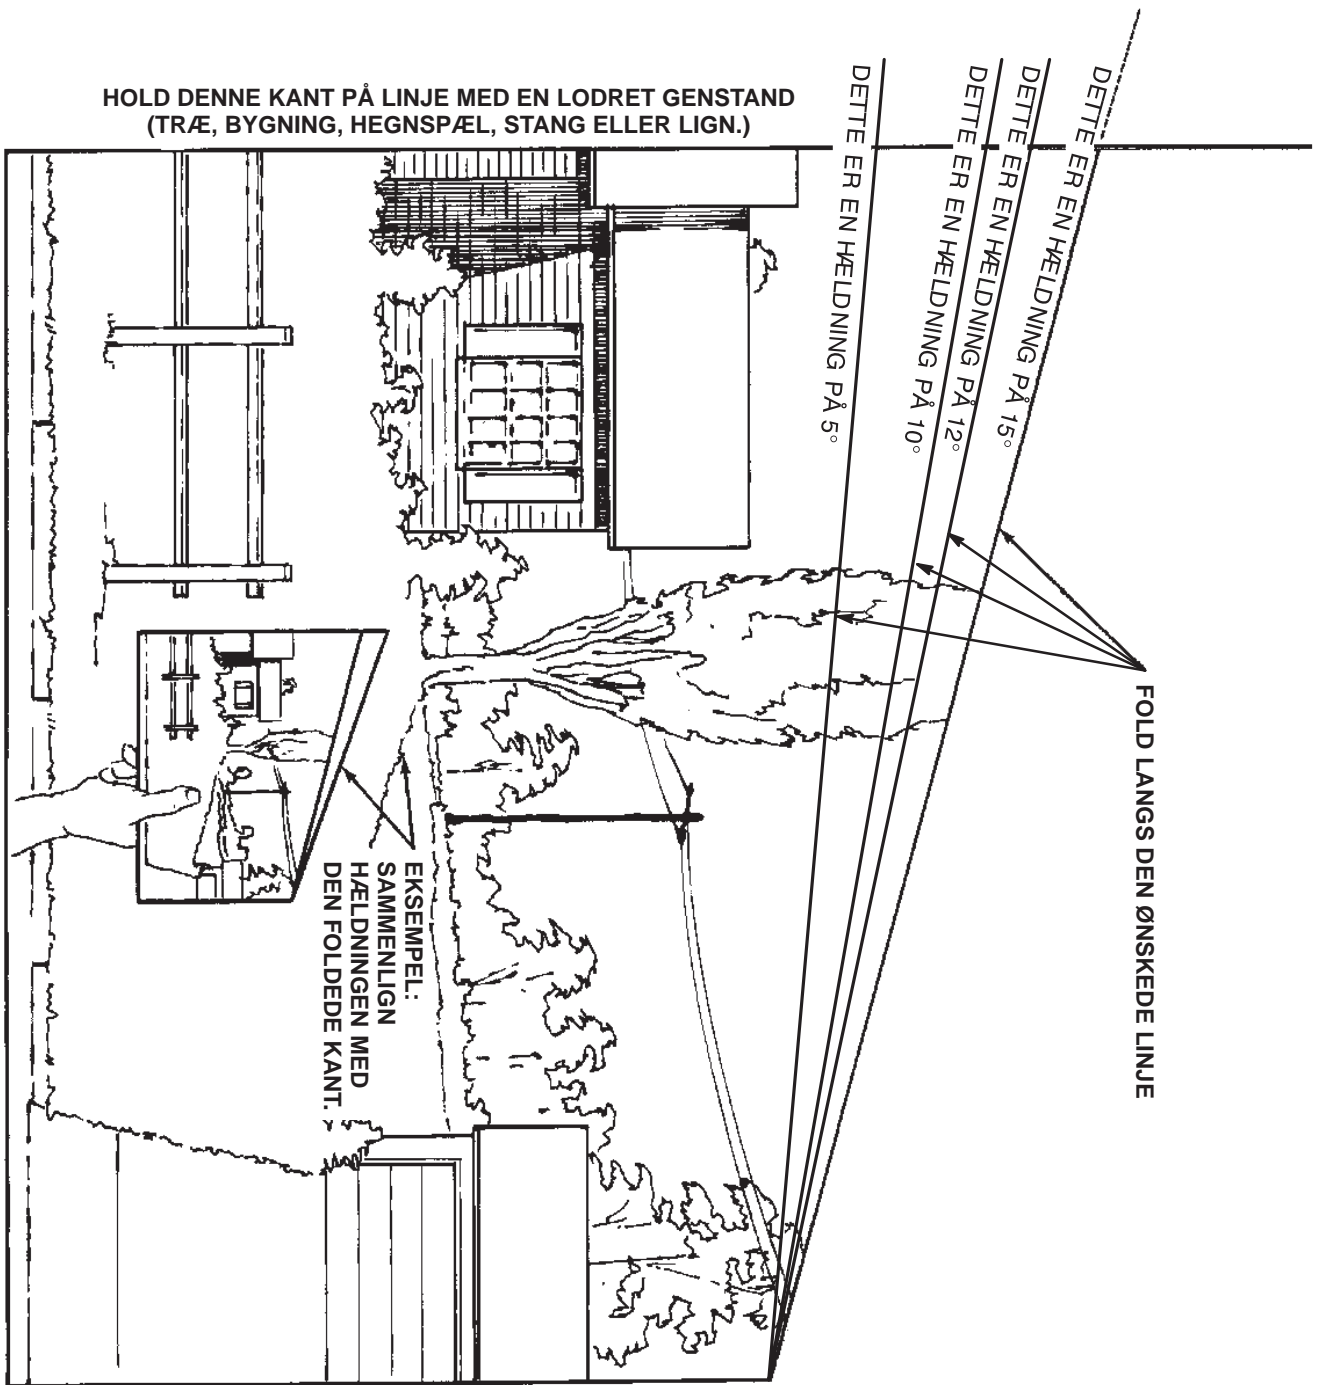 HOLD DENNE KANT PÅ LINJE MED EN LODRET GENSTAND
(TRÆ, BYGNING, HEGNSPÆL, STANG ELLER LIGN.)
DETTE ER EN HÆLDNING PÅ 5°
DETTE ER EN HÆLDNING PÅ 10°
DETTE ER EN HÆLDNING PÅ 12°
DETTE ER EN HÆLDNING PÅ 15°
FOLD LANGS DEN ØNSKEDE LINJE
EKSEMPEL:
SAMMENLIGN
HÆLDNINGEN MED
DEN FOLDEDE KANT.